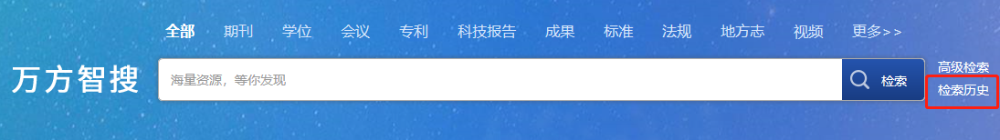 全部 期刊 学位 会议 专利 科技报告 成果 标准 法规 地方志 视频 更多>>
万方智搜 海量资源，等你发现 检索 高级检索
检索历史